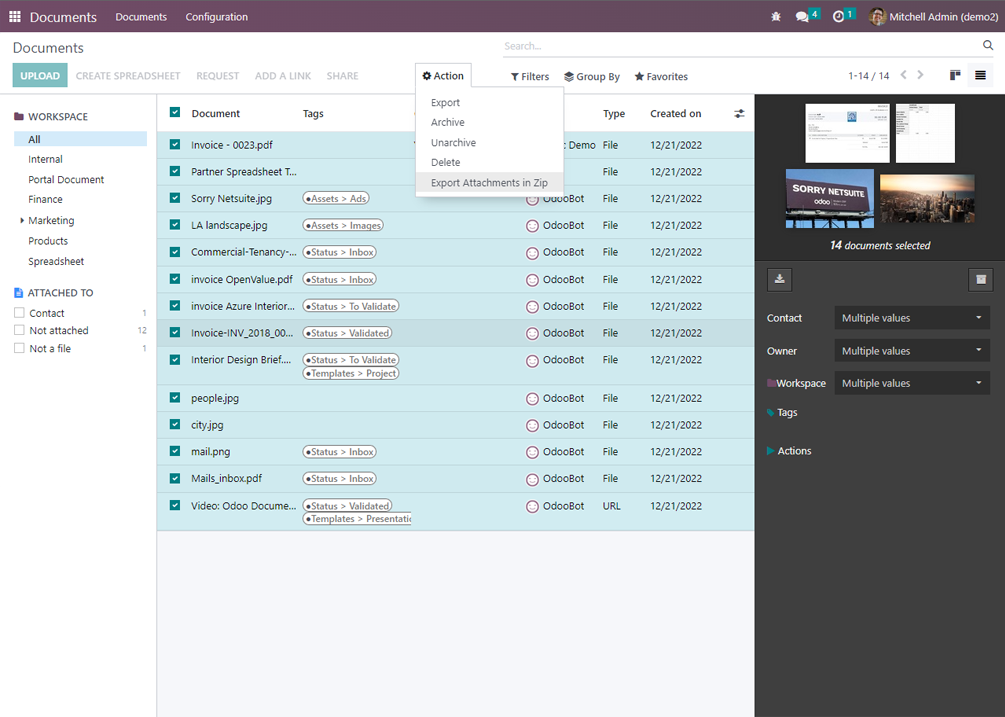 Documents Documents Configuration 4 1 Mitchell Admin (demo2)
Documents
Search...
UPLOAD CREATE SPREADSHEET REQUEST ADD A LINK SHARE Action Filters Group By Favorites 1-14 / 14
Export
Archive
Unarchive
Delete
Export Attachments in Zip
WORKSPACE
All
Internal
Portal Document
Finance
Marketing
Products
Spreadsheet
ATTACHED TO
Contact 1
Not attached 12
Not a file 1
Document Tags Type Created on
Invoice - 0023.pdf : Demo File 12/21/2022
Partner Spreadsheet T... File 12/21/2022
Sorry Netsuite.jpg Assets > Ads OdooBot File 12/21/2022
LA landscape.jpg Assets > Images OdooBot File 12/21/2022
Commercial-Tenancy-... Status > Inbox OdooBot File 12/21/2022
invoice OpenValue.pdf Status > Inbox OdooBot File 12/21/2022
invoice Azure Interior... Status > To Validate OdooBot File 12/21/2022
Invoice-INV_2018_00... Status > Validated OdooBot File 12/21/2022
Interior Design Brief.... Status > To Validate OdooBot File 12/21/2022
Templates > Project
people.jpg OdooBot File 12/21/2022
city.jpg OdooBot File 12/21/2022
mail.png Status > Inbox OdooBot File 12/21/2022
Mails_inbox.pdf Status > Inbox OdooBot File 12/21/2022
Video: Odoo Docume... Status > Validated OdooBot URL 12/21/2022
Templates > Presentatio
SORRY NETSUITE
odoo
14 documents selected
Contact Multiple values
Owner Multiple values
Workspace Multiple values
Tags
Actions